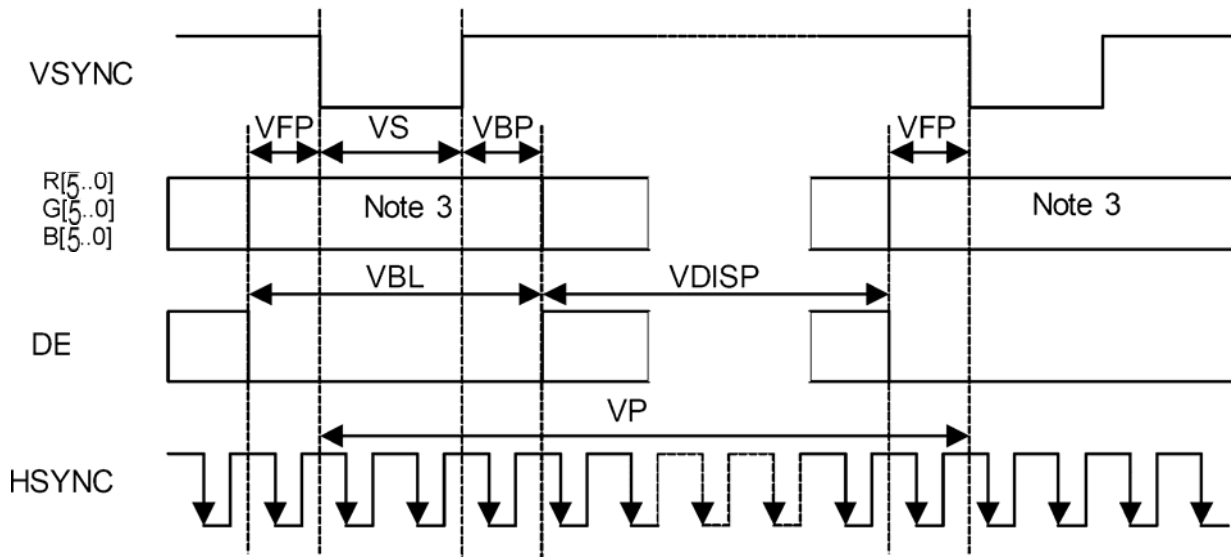 VSYNC
VFP VS VBP VFP
R[5..0]
G[5..0]
B[5..0]
Note 3 Note 3
VBL VDISP
DE
VP
HSYNC